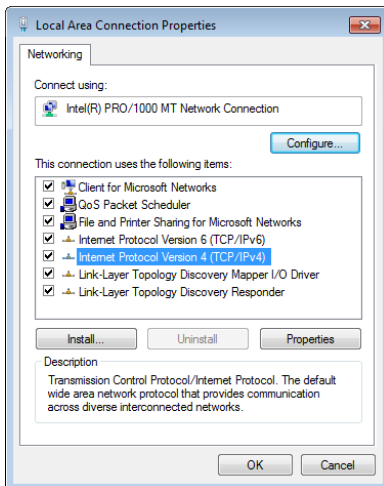 Local Area Connection Properties
Networking
Connect using:
Intel(R) PRO/1000 MT Network Connection
Configure...
This connection uses the following items:
Client for Microsoft Networks
QoS Packet Scheduler
File and Printer Sharing for Microsoft Networks
Internet Protocol Version 6 (TCP/IPv6)
Internet Protocol Version 4 (TCP/IPv4)
Link-Layer Topology Discovery Mapper I/O Driver
Link-Layer Topology Discovery Responder
Install... Uninstall Properties
Description
Transmission Control Protocol/Internet Protocol. The default
wide area network protocol that provides communication
across diverse interconnected networks.
OK Cancel